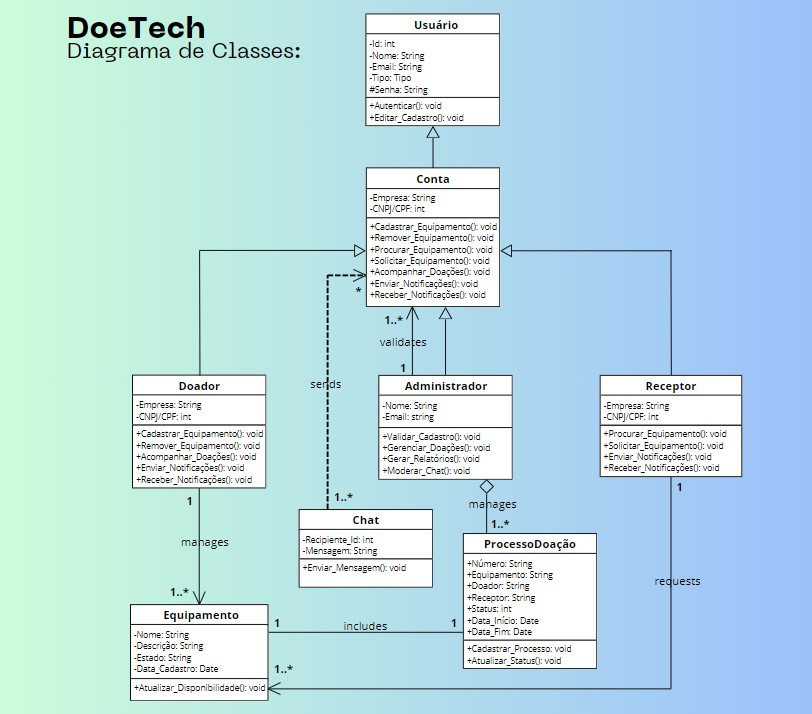 DoeTech
Diagrama de Classes:
Usuário
-Id: int
-Nome: String
-Email: String
-Tipo: Tipo
#Senha: String
+Autenticar(): void
+Editar_Cadastro(): void
Conta
-Empresa: String
-CNPJ/CPF: int
+Cadastrar_Equipamento(): void
+Remover_Equipamento(): void
+Procurar_Equipamento(): void
+Solicitar_Equipamento(): void
+Acompanhar_Doações(): void
+Enviar_Notificações(): void
+Receber_Notificações(): void
*
1..*
validates
1
sends
1..*
Doador
-Empresa: String
-CNPJ/CPF: int
+Cadastrar_Equipamento(): void
+Remover_Equipamento(): void
+Acompanhar_Doações(): void
+Enviar_Notificações(): void
+Receber_Notificações(): void
Administrador
-Nome: String
-Email: string
+Validar_Cadastro(): void
+Gerenciar_Doações(): void
+Gerar_Relatórios(): void
+Moderar_Chat(): void
Receptor
-Empresa: String
-CNPJ/CPF: int
+Procurar_Equipamento(): void
+Solicitar_Equipamento(): void
+Enviar_Notificações(): void
+Receber_Notificações(): void
1
manages
1..*
manages
1..*
1
requests
1..*
Chat
-Recipiente_Id: int
-Mensagem: String
+Enviar_Mensagem(): void
ProcessoDoação
+Número: String
+Equipamento: String
+Doador: String
+Receptor: String
+Status: int
+Data_Início: Date
+Data_Fim: Date
+Cadastrar_Processo: void
+Atualizar_Status(): void
Equipamento
-Nome: String
-Descrição: String
-Estado: String
-Data_Cadastro: Date
+Atualizar_Disponibilidade(): void
1
includes
1